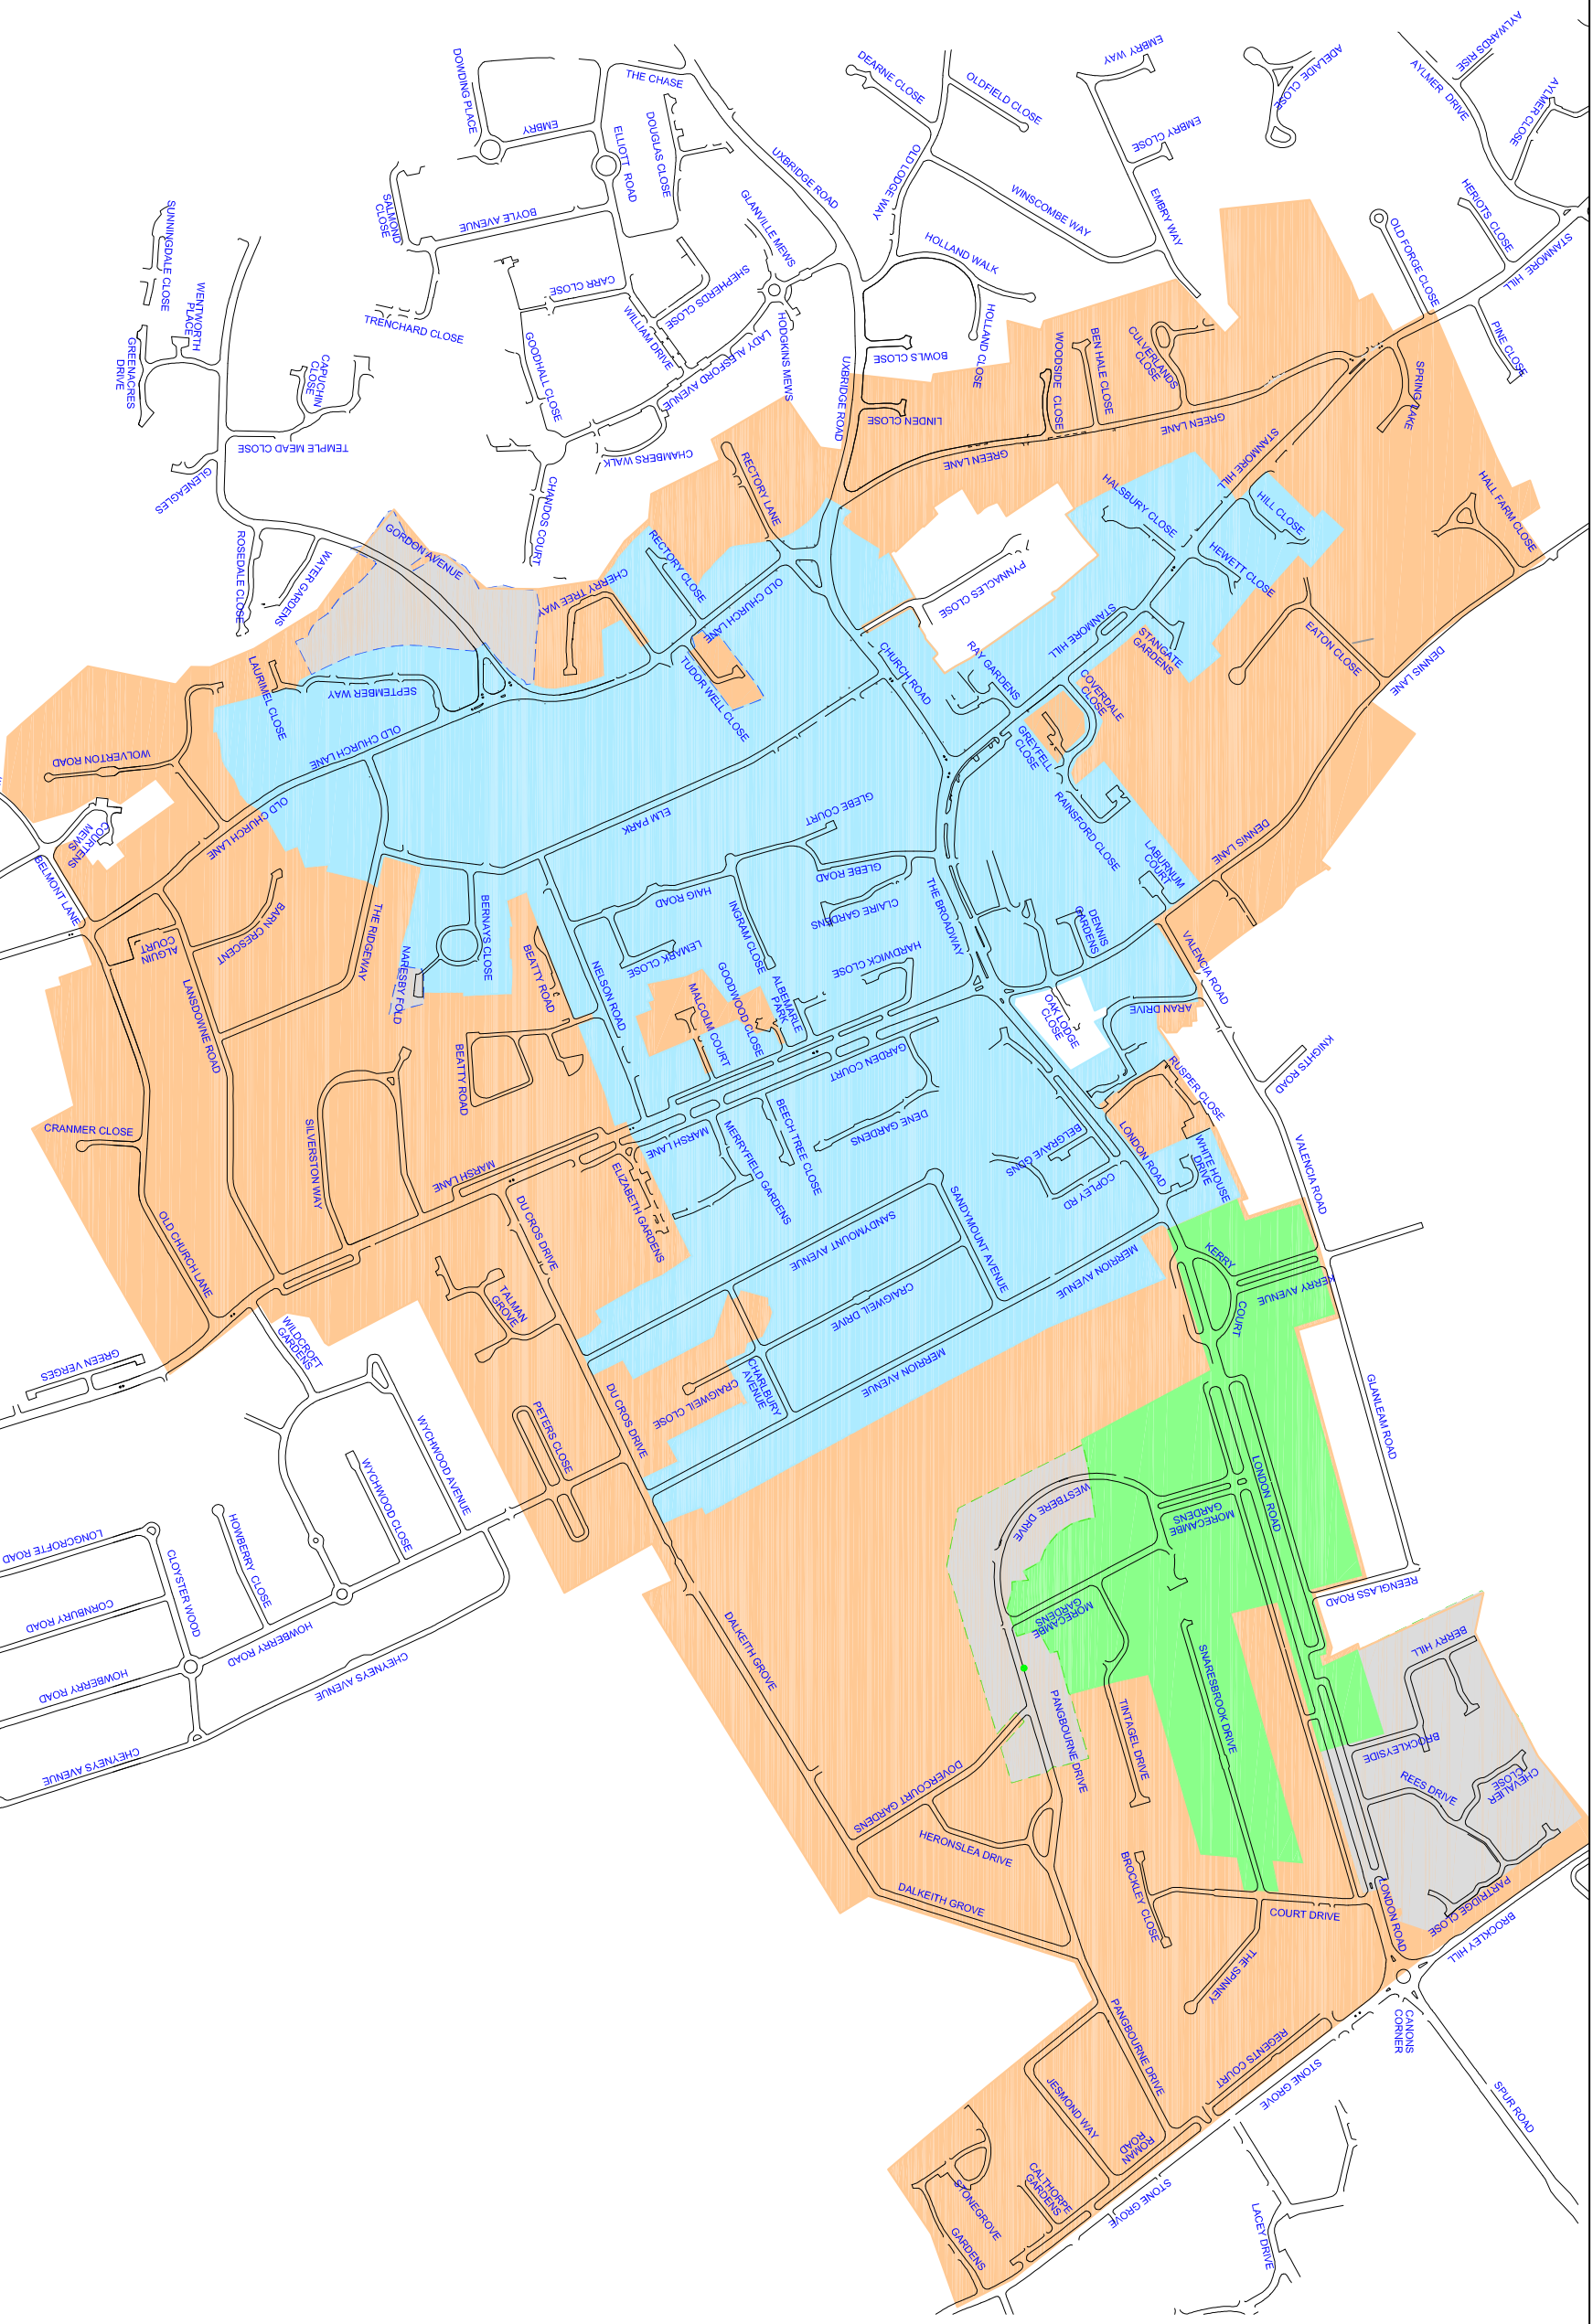 DOWDING PLACE
THE CHASE
EMBRY
ELLIOTT ROAD
DOUGLAS CLOSE
UXBRIDGE ROAD
DEARNE CLOSE
OLDFIELD CLOSE
OLD LODGE WAY
WINSCOMBE WAY
EMBRY WAY
EMBRY CLOSE
EMBRY WAY
ADELAIDE CLOSE
AYLWARDS RISE
AYLMER DRIVE
AYLMER CLOSE
HERIOTS CLOSE
OLD FORGE CLOSE
STANMORE HILL
PINE CLOSE
SALMOND
CLOSE
BOYLE AVENUE
GLANVILLE MEWS
SHEPHERDS CLOSE
CARR CLOSE
WILLIAM DRIVE
HOLLAND WALK
HOLLAND CLOSE
SUNNINGDALE CLOSE
WENTWORTH
PLACE
GREENACRES
DRIVE
CAPUCHIN
CLOSE
TRENCHARD CLOSE
GOODHALL CLOSE
LADY ALESFORD AVENUE
HODGKINS MEWS
UXBRIDGE ROAD
BOWLS CLOSE
LINDEN CLOSE
WOODSIDE CLOSE
BEN HALE CLOSE
CULVERLANDS
CLOSE
GREEN LANE
GREEN LANE
SPRING LAKE
STANMORE HILL
TEMPLE MEAD CLOSE
GLENEAGLES
CHAMBERS WALK
CHANDOS COURT
RECTORY LANE
HALSBURY CLOSE
HILL CLOSE
HEWETT CLOSE
HALL FARM CLOSE
ROSEDALE CLOSE
WATER GARDENS
GORDON AVENUE
CHERRY TREE WAY
RECTORY CLOSE
OLD CHURCH LANE
PYNNACLES CLOSE
STANMORE HILL
STANGATE
GARDENS
EATON CLOSE
DENNIS LANE
LAURIMEL CLOSE
SEPTEMBER WAY
TUDOR WELL CLOSE
CHURCH ROAD
RAY GARDENS
COVERDALE
CLOSE
GREYFELL
CLOSE
WOLVERTON ROAD
OLD CHURCH LANE
OLD CHURCH LANE
ELM PARK
GLEBE COURT
RAINSFORD CLOSE
DENNIS LANE
LABURNUM
COURT
COURTENS
MEWS
BELMONT LANE
HAIG ROAD
GLEBE ROAD
CLAIRE GARDENS
THE BROADWAY
DENNIS
GARDENS
VALENCIA ROAD
ALGUIN
COURT
BARN CRESCENT
THE RIDGEWAY
BERNAYS CLOSE
NARESBY FOLD
BEATTY ROAD
NELSON ROAD
LEMARK CLOSE
INGRAM CLOSE
GOODWOOD CLOSE
ALBEMARLE
PARK
HARDWICK CLOSE
OAK LODGE
CLOSE
ARAN DRIVE
LANSDOWNE ROAD
BEATTY ROAD
MALCOLM COURT
GARDEN COURT
RUSPER CLOSE
KNIGHTS ROAD
CRANMER CLOSE
SILVERSTON WAY
MARSH LANE
MARSH LANE
ELIZABETH GARDENS
MERRYFIELD GARDENS
BEECH TREE CLOSE
DENE GARDENS
BELGRAVE GDNS
COPLEY RD
LONDON ROAD
WHITE HOUSE
DRIVE
VALENCIA ROAD
OLD CHURCH LANE
DU CROS DRIVE
SANDYMOUNT AVENUE
SANDYMOUNT AVENUE
MERRION AVENUE
KERRY
COURT
KERRY AVENUE
TALMAN
GROVE
CRAIGWEIL DRIVE
WILDCROFT
GARDENS
GREEN VERGES
CRAIGWEIL CLOSE
CHARLBURY
AVENUE
MERRION AVENUE
GLANLEAM ROAD
DU CROS DRIVE
PETERS CLOSE
WYCHWOOD AVENUE
WYCHWOOD CLOSE
HOWBERRY CLOSE
LONGCROFTE ROAD
CLOYSTER WOOD
CORNBURY ROAD
HOWBERRY ROAD
HOWBERRY ROAD
CHEYNEYS AVENUE
CHEYNEYS AVENUE
WESTBERE DRIVE
MORECAMBE
GARDENS
LONDON ROAD
REENGLASS ROAD
MORECAMBE
GARDENS
DALKEITH GROVE
SNARESBROOK DRIVE
BERRY HILL
PANGBOURNE DRIVE
TINTAGEL DRIVE
BROCKLEYSIDE
REES DRIVE
CHEVALIER
CLOSE
DOVERCOURT GARDENS
HERONSLEA DRIVE
DALKEITH GROVE
BROCKLEY CLOSE
COURT DRIVE
LONDON ROAD
PARTRIDGE CLOSE
BROCKLEY HILL
THE SPINNEY
CANONS
CORNER
PANGBOURNE DRIVE
REGENTS COURT
STONE GROVE
SPUR ROAD
JESMOND WAY
ROMAN
ROAD
CALTHORPE
GARDENS
STONE GROVE
STONEGROVE
GARDENS
LACEY DRIVE